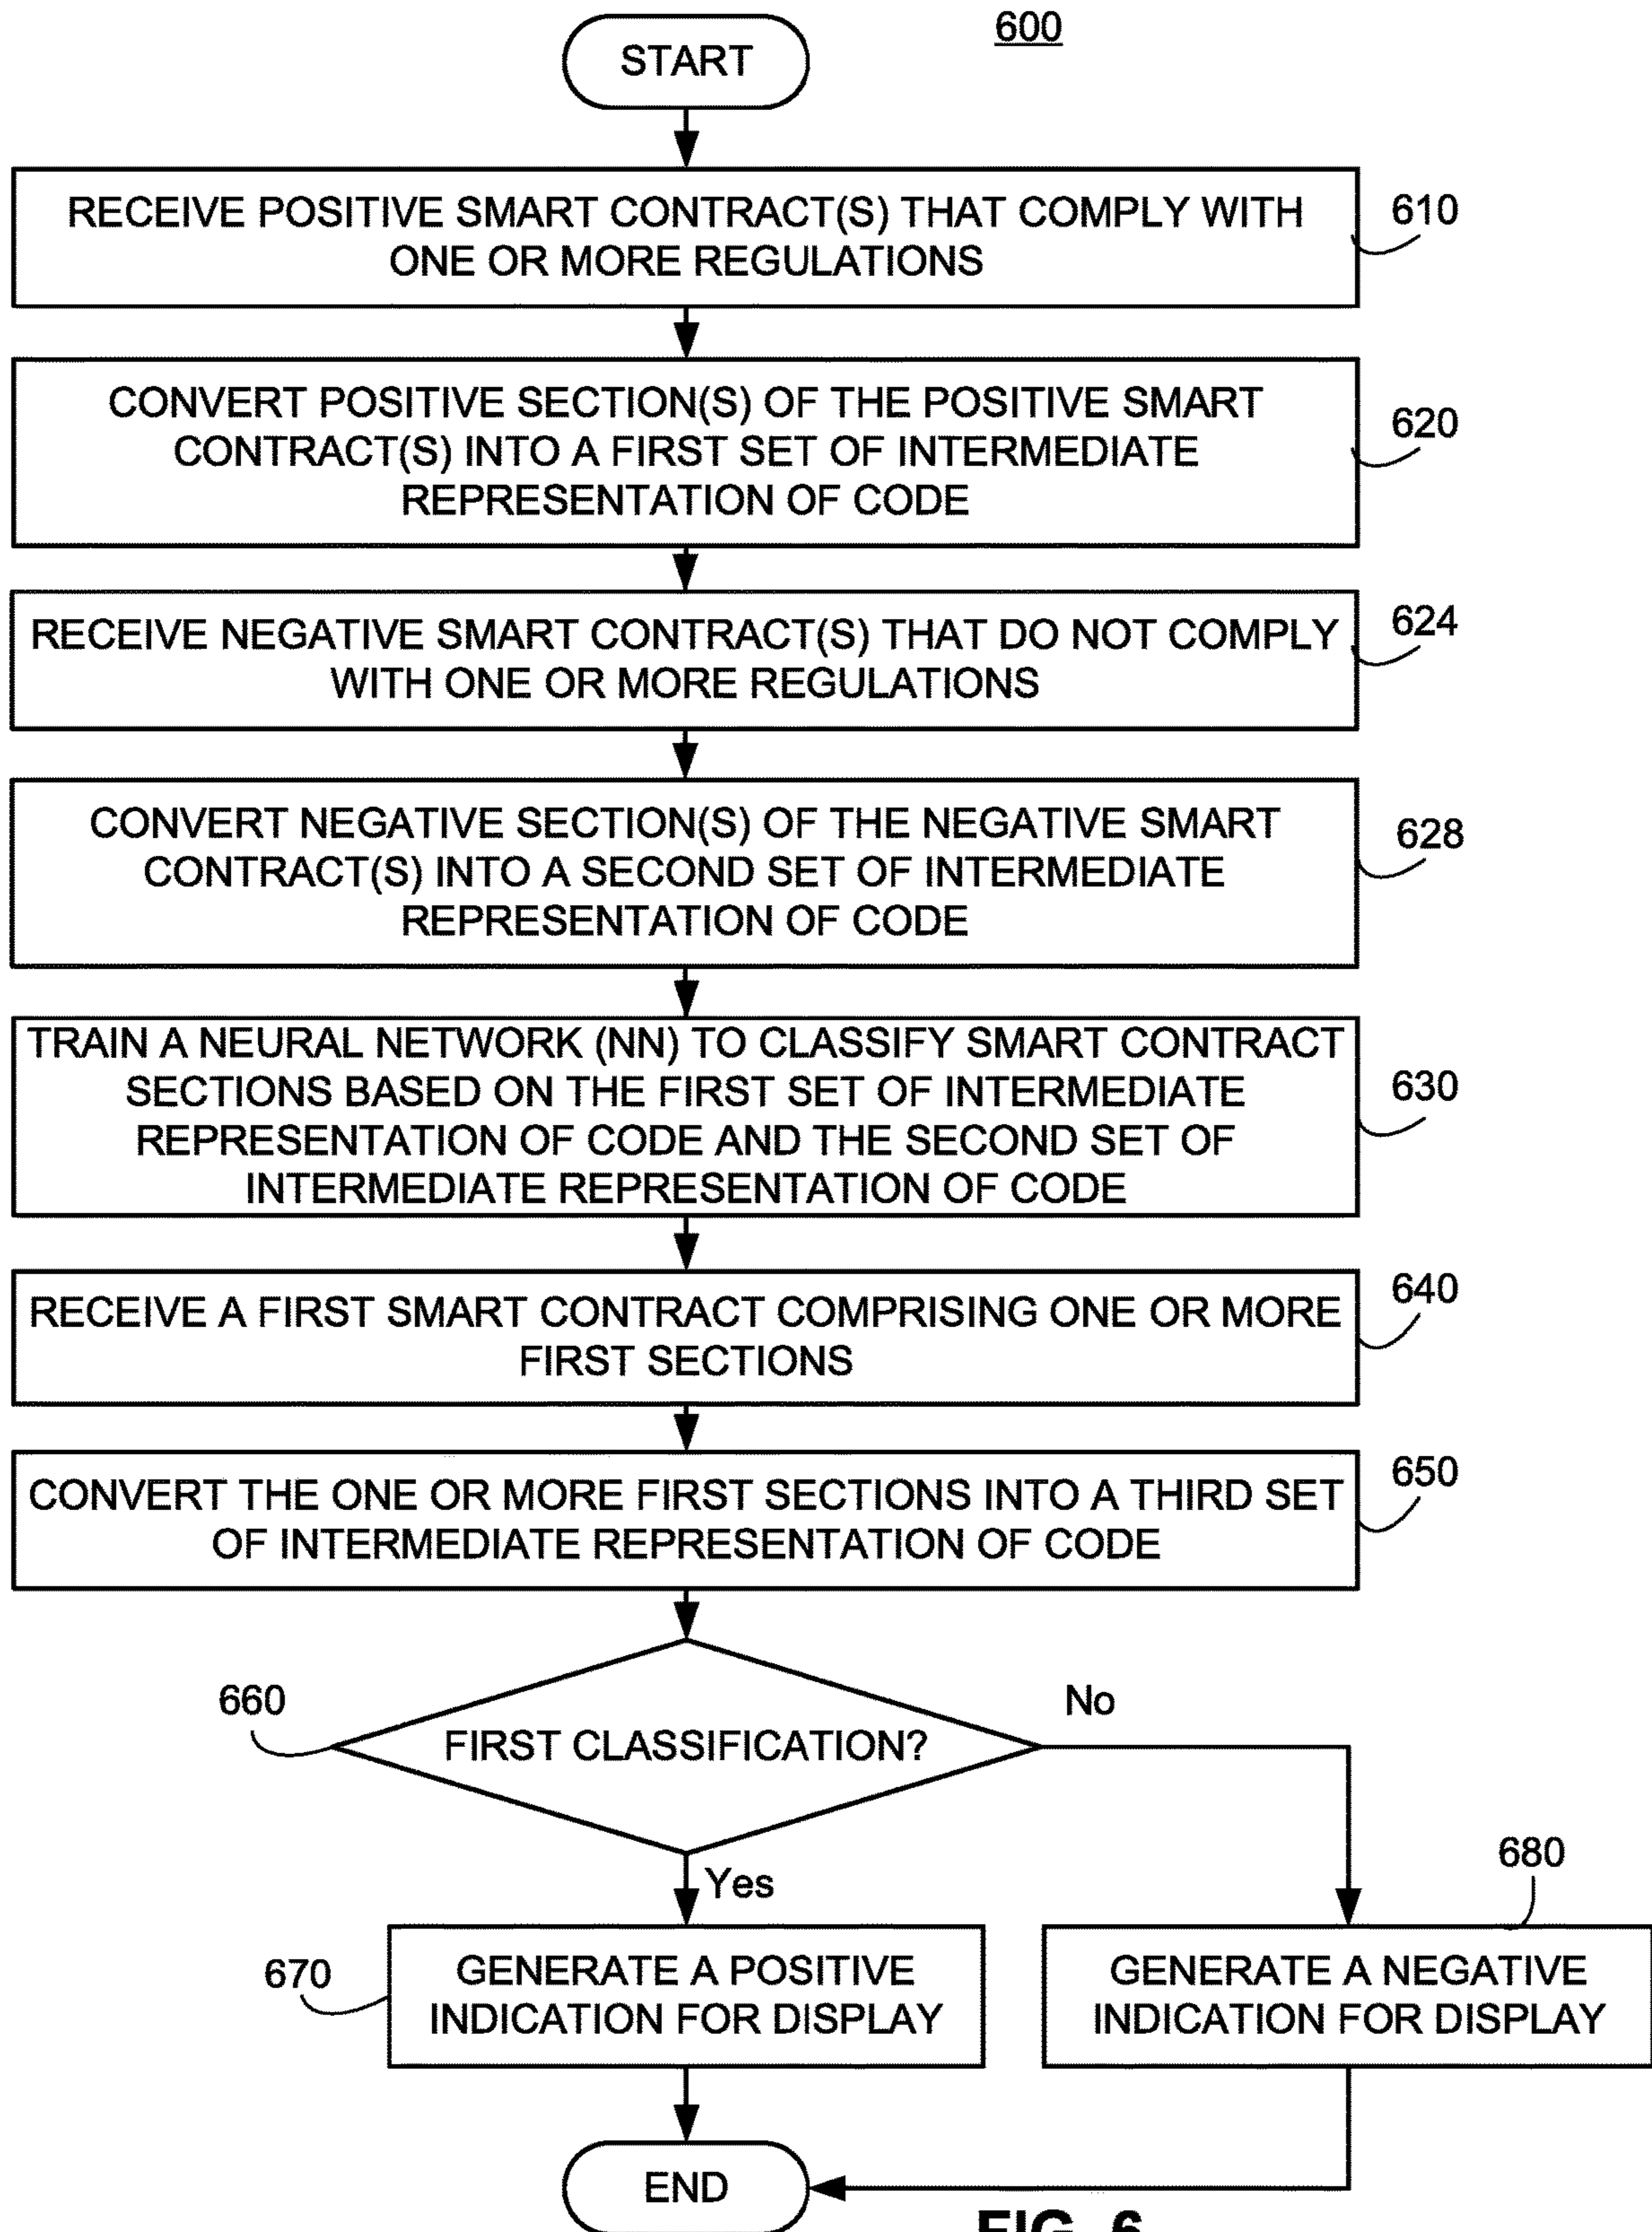 600
START
RECEIVE POSITIVE SMART CONTRACT(S) THAT COMPLY WITH
ONE OR MORE REGULATIONS
610
CONVERT POSITIVE SECTION(S) OF THE POSITIVE SMART
CONTRACT(S) INTO A FIRST SET OF INTERMEDIATE
REPRESENTATION OF CODE
620
RECEIVE NEGATIVE SMART CONTRACT(S) THAT DO NOT COMPLY
WITH ONE OR MORE REGULATIONS
624
CONVERT NEGATIVE SECTION(S) OF THE NEGATIVE SMART
CONTRACT(S) INTO A SECOND SET OF INTERMEDIATE
REPRESENTATION OF CODE
628
TRAIN A NEURAL NETWORK (NN) TO CLASSIFY SMART CONTRACT
SECTIONS BASED ON THE FIRST SET OF INTERMEDIATE
REPRESENTATION OF CODE AND THE SECOND SET OF
INTERMEDIATE REPRESENTATION OF CODE
630
RECEIVE A FIRST SMART CONTRACT COMPRISING ONE OR MORE
FIRST SECTIONS
640
CONVERT THE ONE OR MORE FIRST SECTIONS INTO A THIRD SET
OF INTERMEDIATE REPRESENTATION OF CODE
650
660
FIRST CLASSIFICATION?
No
Yes
670
GENERATE A POSITIVE
INDICATION FOR DISPLAY
680
GENERATE A NEGATIVE
INDICATION FOR DISPLAY
END
FIG. 6